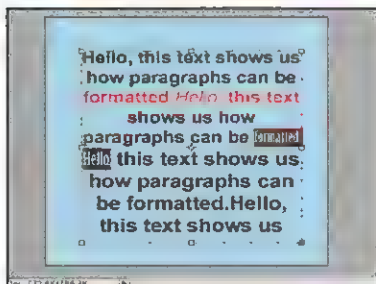 Hello, this text shows us
how paragraphs can be
formatted Hello, this text
shows us how
paragraphs can be formatted.
Hello, this text shows us
how paragraphs can
be formatted.Hello,
this text shows us